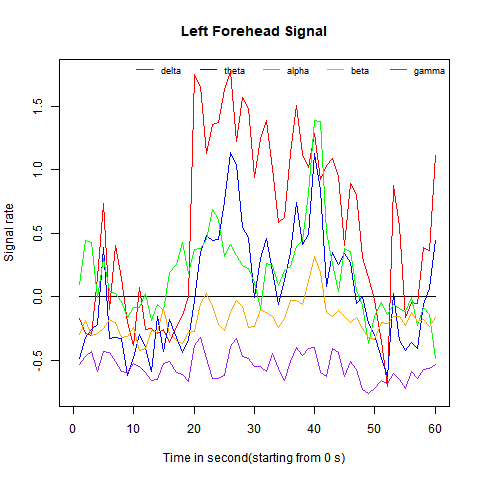 Left Forehead Signal
delta theta alpha beta gamma
Signal rate
1.5
1.0
0.5
0.0
-0.5
0 10 20 30 40 50 60
Time in second(starting from 0 s)